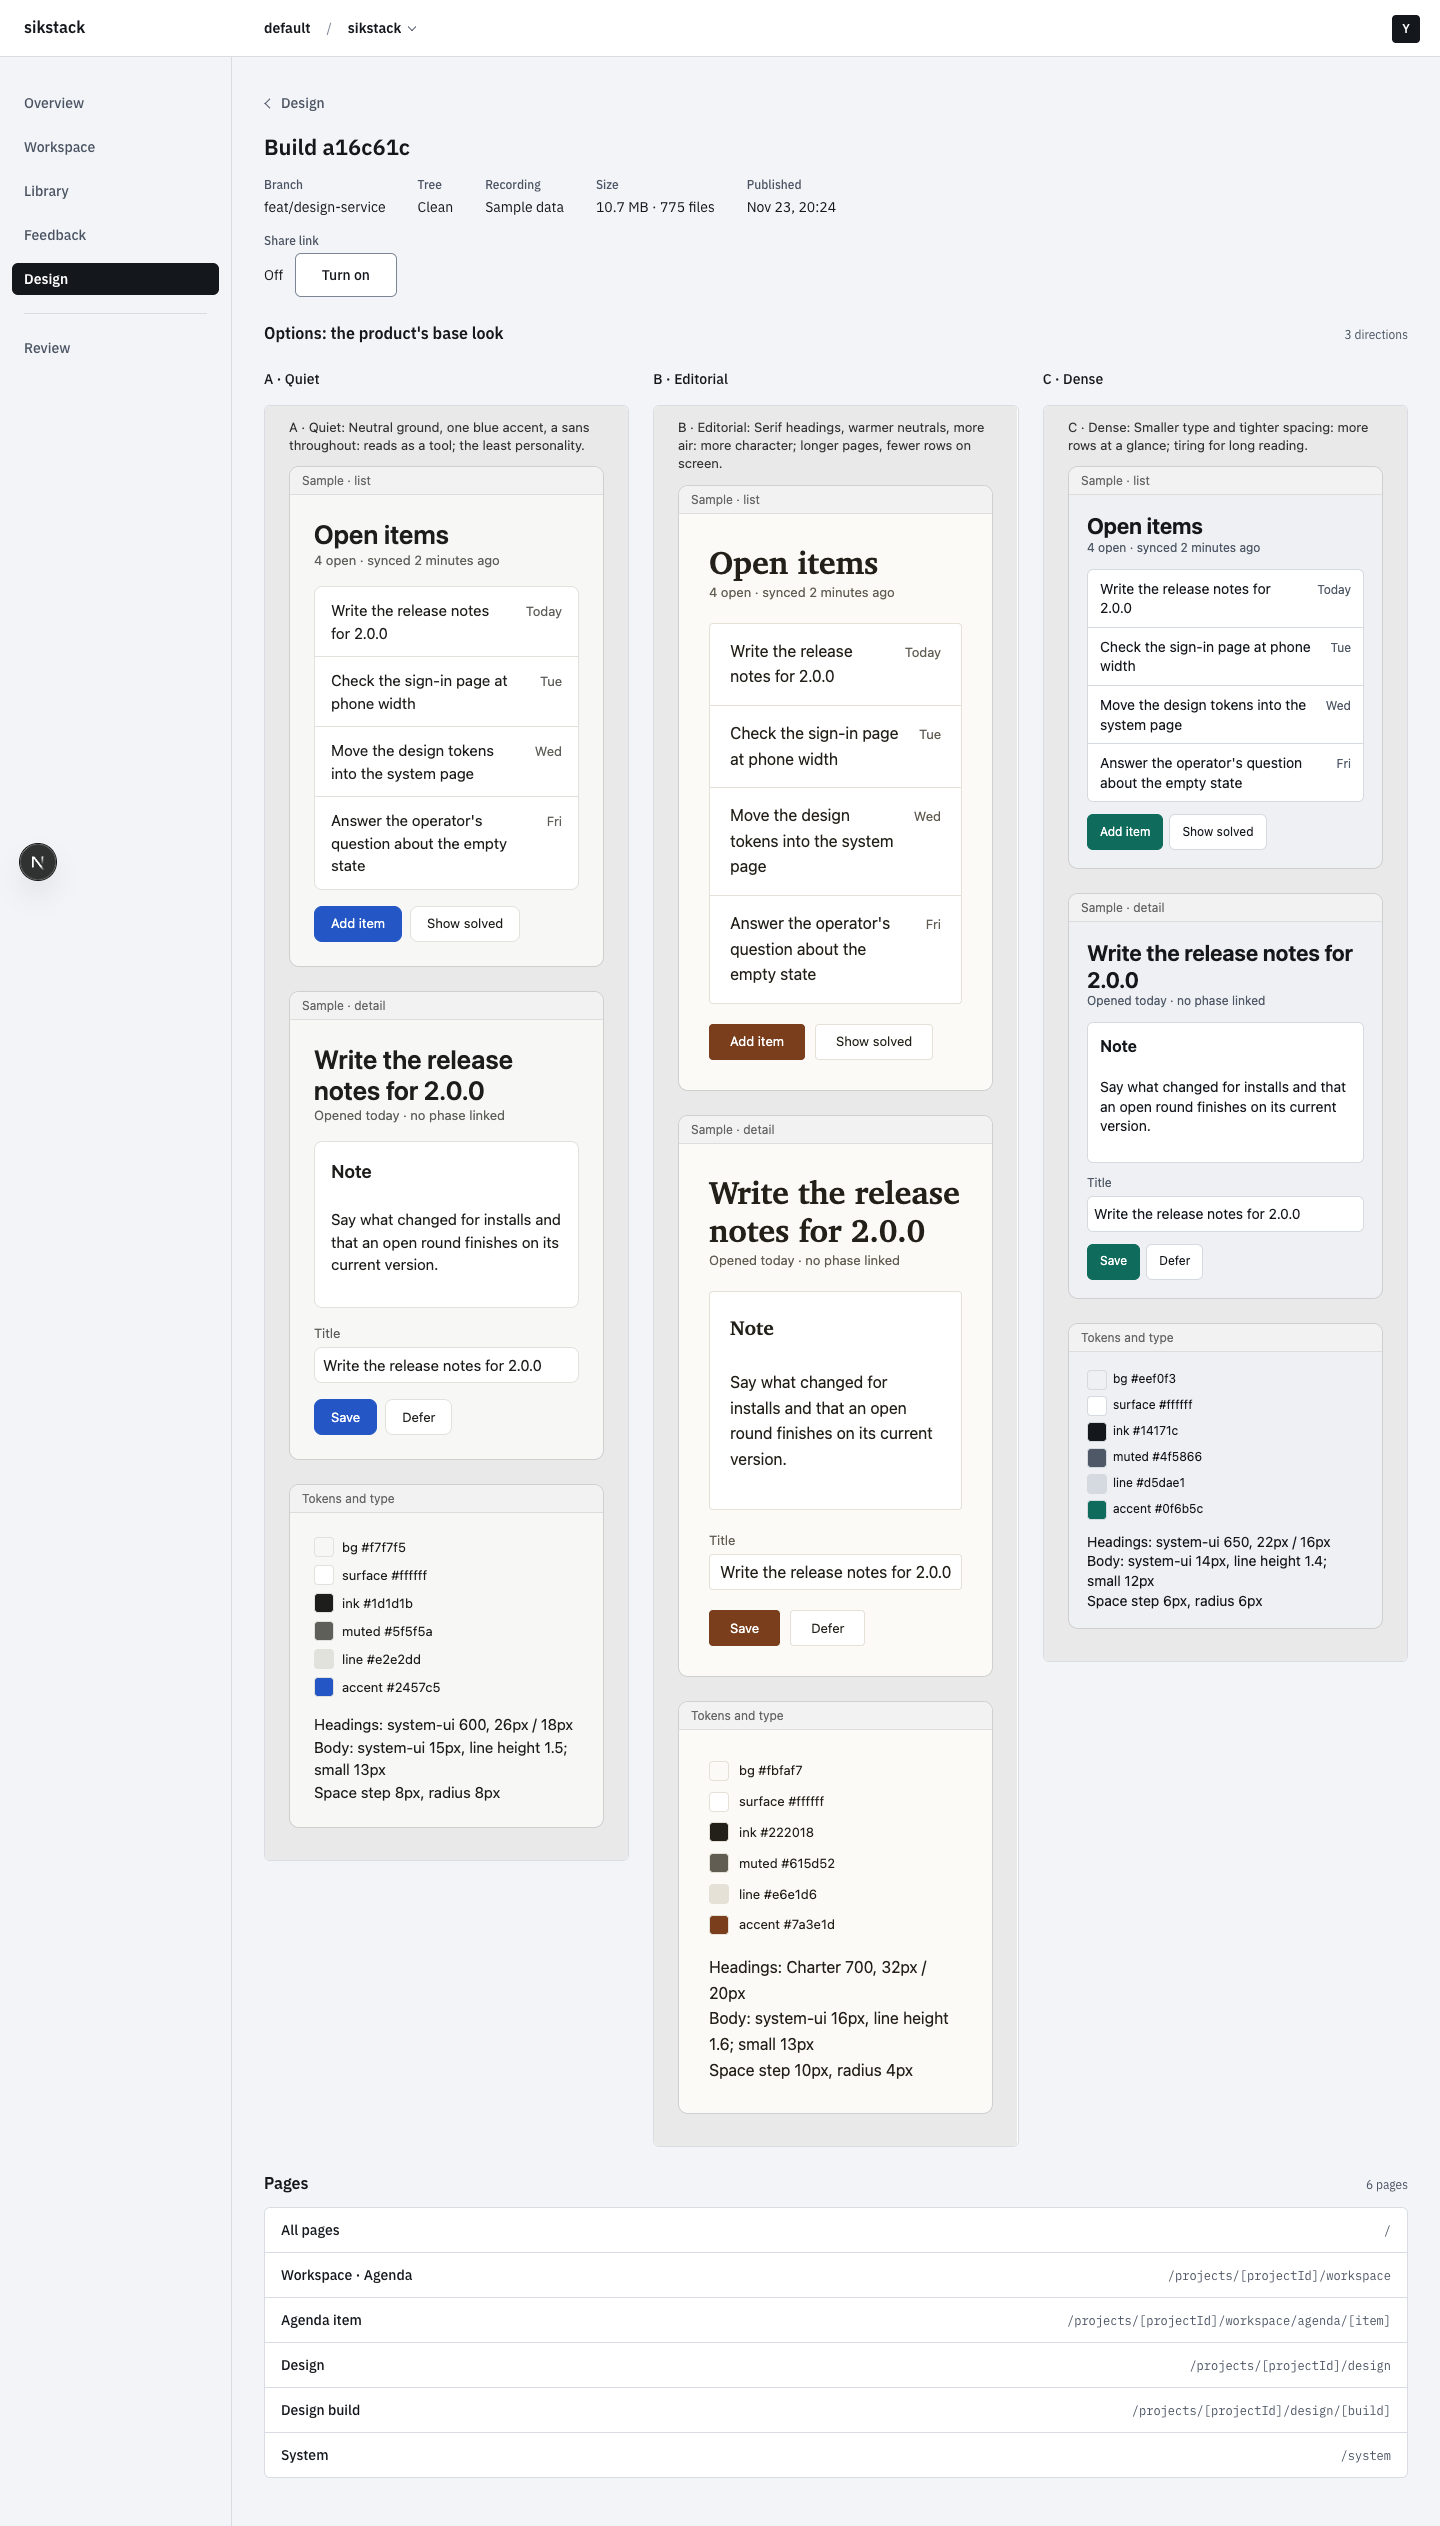 sikstack
default / sikstack
Y
Overview
Workspace
Library
Feedback
Design
Review
N
Design
Build a16c61c
Branch
feat/design-service
Tree
Clean
Recording
Sample data
Size
10.7 MB · 775 files
Published
Nov 23, 20:24
Share link
Off
Turn on
Options: the product's base look
3 directions
A · Quiet
A · Quiet: Neutral ground, one blue accent, a sans
throughout: reads as a tool; the least personality.
Sample · list
Open items
4 open · synced 2 minutes ago
Write the release notes
for 2.0.0
Today
Check the sign-in page at
phone width
Tue
Move the design tokens
into the system page
Wed
Answer the operator's
question about the empty
state
Fri
Add item
Show solved
Sample · detail
Write the release
notes for 2.0.0
Opened today · no phase linked
Note
Say what changed for installs and
that an open round finishes on its
current version.
Title
Write the release notes for 2.0.0
Save
Defer
Tokens and type
bg #f7f7f5
surface #ffffff
ink #1d1d1b
muted #5f5f5a
line #e2e2dd
accent #2457c5
Headings: system-ui 600, 26px / 18px
Body: system-ui 15px, line height 1.5;
small 13px
Space step 8px, radius 8px
B · Editorial
B · Editorial: Serif headings, warmer neutrals, more
air: more character; longer pages, fewer rows on
screen.
Sample · list
Open items
4 open · synced 2 minutes ago
Write the release
notes for 2.0.0
Today
Check the sign-in page
at phone width
Tue
Move the design
tokens into the system
page
Wed
Answer the operator's
question about the
empty state
Fri
Add item
Show solved
Sample · detail
Write the release
notes for 2.0.0
Opened today · no phase linked
Note
Say what changed for
installs and that an open
round finishes on its current
version.
Title
Write the release notes for 2.0.0
Save
Defer
Tokens and type
bg #fbfaf7
surface #ffffff
ink #222018
muted #615d52
line #e6e1d6
accent #7a3e1d
Headings: Charter 700, 32px /
20px
Body: system-ui 16px, line height
1.6; small 13px
Space step 10px, radius 4px
C · Dense
C · Dense: Smaller type and tighter spacing: more
rows at a glance; tiring for long reading.
Sample · list
Open items
4 open · synced 2 minutes ago
Write the release notes for
2.0.0
Today
Check the sign-in page at phone
width
Tue
Move the design tokens into the
system page
Wed
Answer the operator's question
about the empty state
Fri
Add item
Show solved
Sample · detail
Write the release notes for
2.0.0
Opened today · no phase linked
Note
Say what changed for installs and that
an open round finishes on its current
version.
Title
Write the release notes for 2.0.0
Save
Defer
Tokens and type
bg #eef0f3
surface #ffffff
ink #14171c
muted #4f5866
line #d5dae1
accent #0f6b5c
Headings: system-ui 650, 22px / 16px
Body: system-ui 14px, line height 1.4;
small 12px
Space step 6px, radius 6px
Pages
6 pages
All pages
/
Workspace · Agenda
/projects/[projectId]/workspace
Agenda item
/projects/[projectId]/workspace/agenda/[item]
Design
/projects/[projectId]/design
Design build
/projects/[projectId]/design/[build]
System
/system